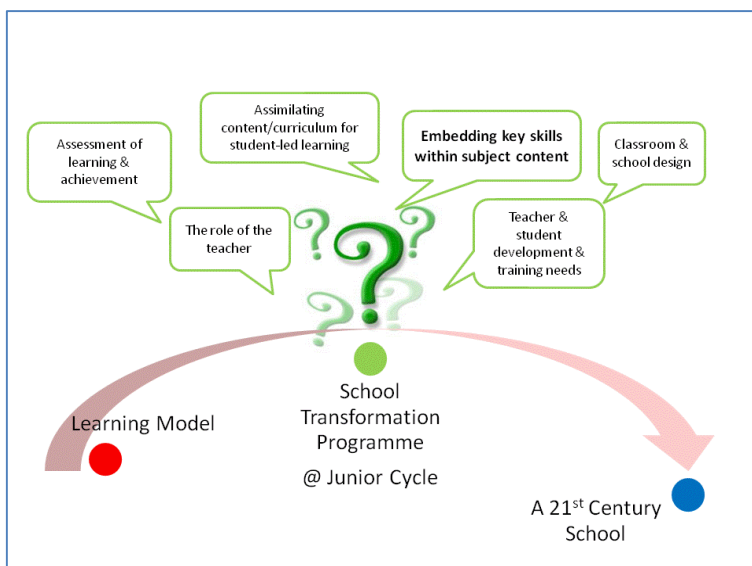 Assimilating
content/curriculum for
student-led learning
Embedding key skills
within subject content
Classroom &
school design
Assessment of
learning &
achievement
The role of the
teacher
Teacher &
student
development &
training needs
Learning Model
School
Transformation
Programme
@ Junior Cycle
A 21st Century
School